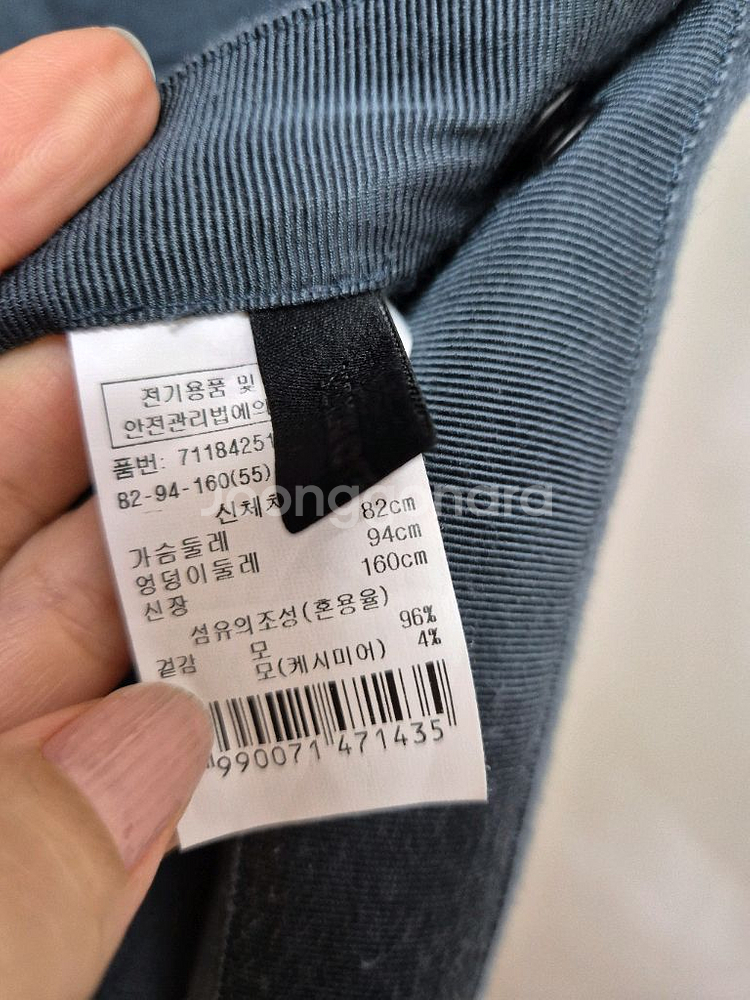 전기용품 및
안전관리법에의
품번: 71184251
82-94-160(55)
신체치
82cm
가슴둘레
94cm
엉덩이둘레
160cm
신장
섬유의조성(혼용율)
겉감 모 96%
모(케시미어) 4%
990071 471435
Joonggonara